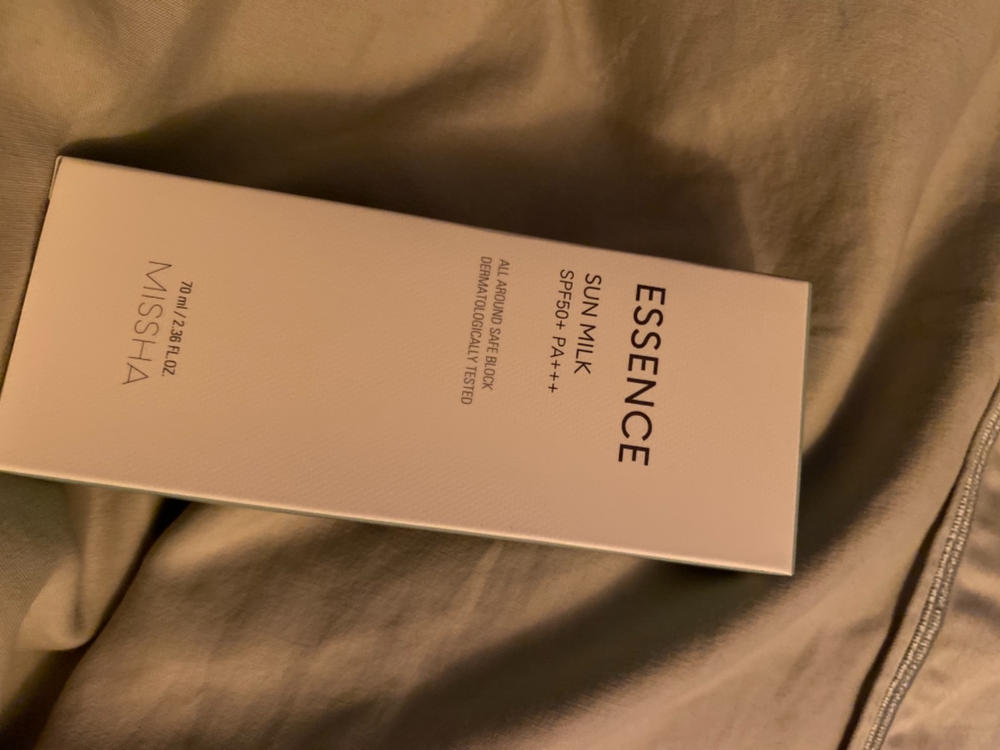 ESSENCE
SUN MILK
SPF50+ PA+++
ALL AROUND SAFE BLOCK
DERMATOLOGICALLY TESTED
70 ml / 2.36 FL.OZ.
MISSHA